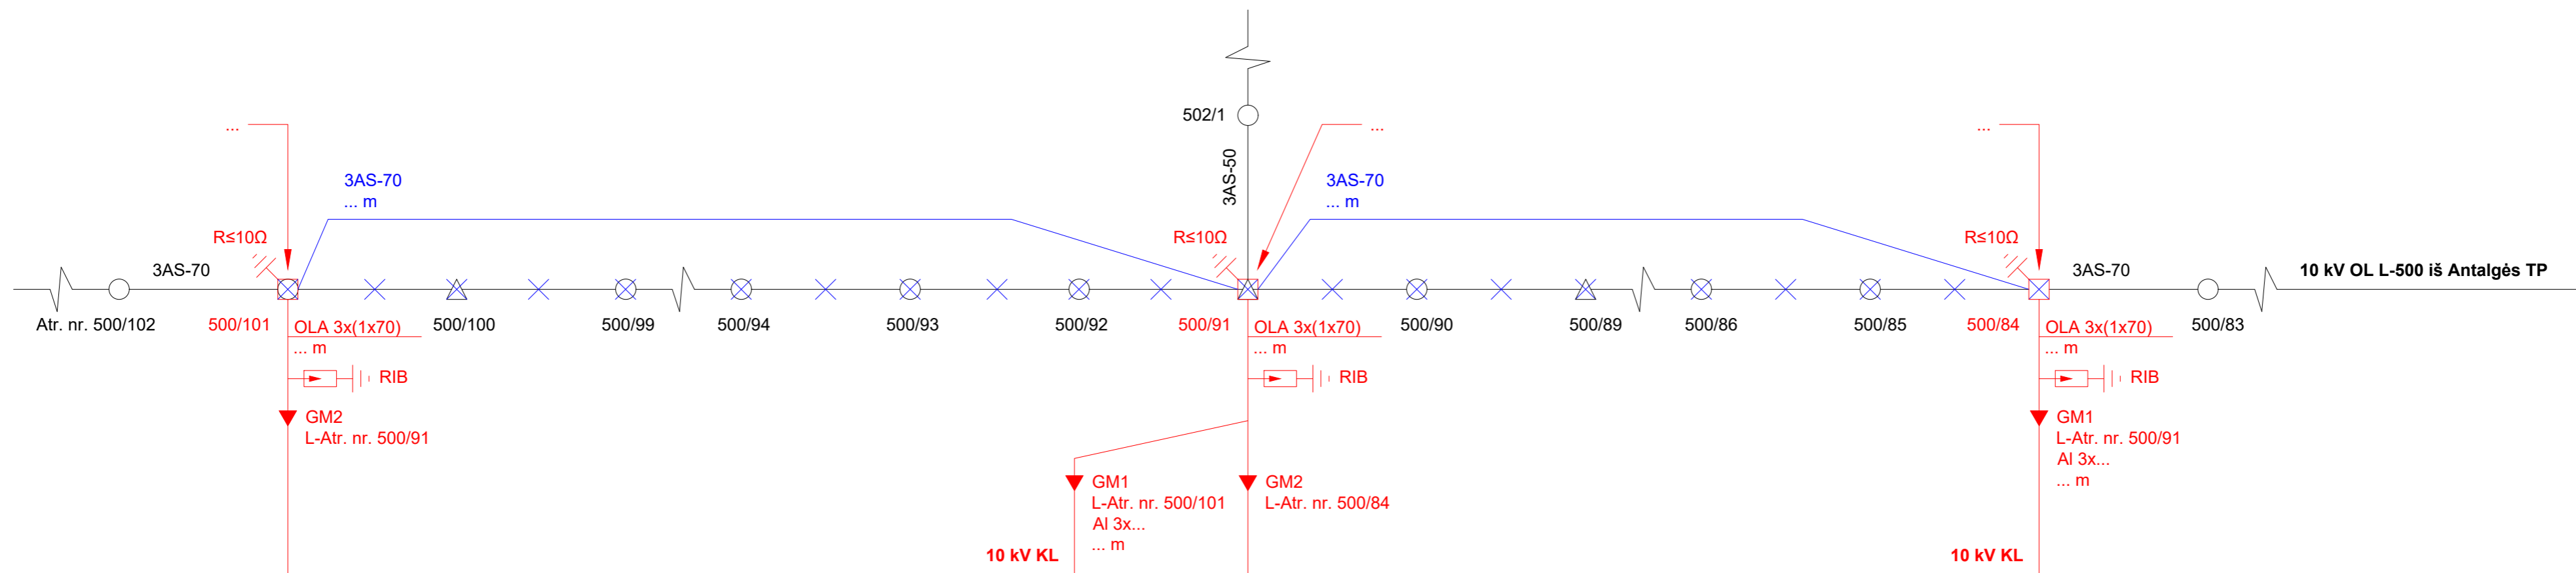 502/1
...
...
...
3AS-50
3AS-70
... m
3AS-70
... m
R≤10Ω
R≤10Ω
R≤10Ω
3AS-70
3AS-70
10 kV OL L-500 iš Antalgės TP
Atr. nr. 500/102
500/101
500/100
500/99
500/94
500/93
500/92
500/91
500/90
500/89
500/86
500/85
500/84
500/83
OLA 3x(1x70)
... m
RIB
GM2
L-Atr. nr. 500/91
OLA 3x(1x70)
... m
RIB
GM1
L-Atr. nr. 500/101
Al 3x...
... m
10 kV KL
GM2
L-Atr. nr. 500/84
OLA 3x(1x70)
... m
RIB
GM1
L-Atr. nr. 500/91
Al 3x...
... m
10 kV KL